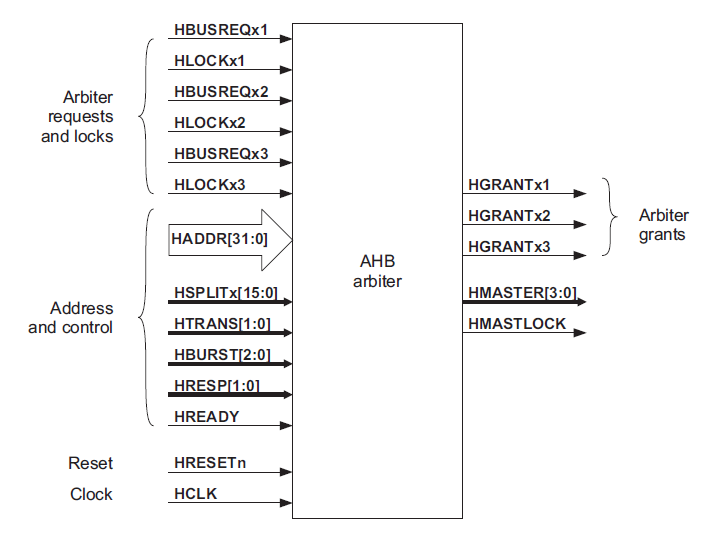 HBUSREQx1
HLOCKx1
HBUSREQx2
HLOCKx2
HBUSREQx3
HLOCKx3
Arbiter
requests
and locks
HADDR[31:0]
HSPLITx[15:0]
HTRANS[1:0]
HBURST[2:0]
HRESP[1:0]
HREADY
Address
and control
Reset
HRESETn
Clock
HCLK
AHB
arbiter
HGRANTx1
HGRANTx2
HGRANTx3
Arbiter
grants
HMASTER[3:0]
HMASTLOCK